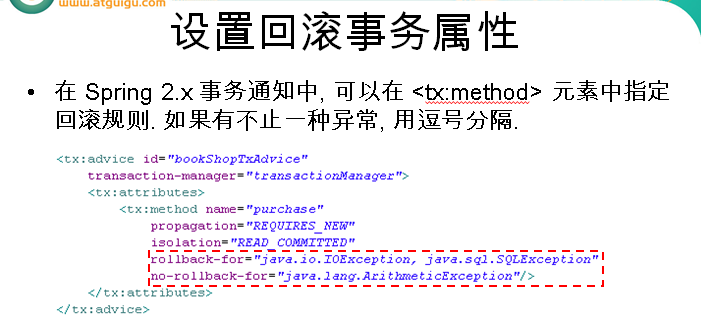 www.atguigu.com
设置回滚事务属性
• 在 Spring 2.x 事务通知中, 可以在 <tx:method> 元素中指定
回滚规则. 如果有不止一种异常, 用逗号分隔.
<tx:advice id="bookShopTxAdvice"
transaction-manager="transactionManager">
<tx:attributes>
<tx:method name="purchase"
propagation="REQUIRES_NEW"
isolation="READ_COMMITTED"
rollback-for="java.io.IOException, java.sql.SQLException"
no-rollback-for="java.lang.ArithmeticException"/>
</tx:attributes>
</tx:advice>